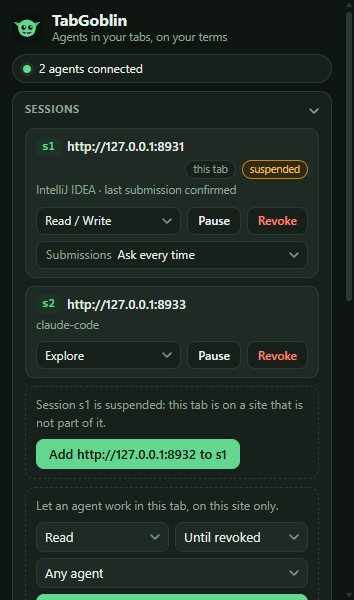 TabGoblin
Agents in your tabs, on your terms
2 agents connected
SESSIONS
s1 http://127.0.0.1:8931
this tab suspended
IntelliJ IDEA · last submission confirmed
Read / Write Pause Revoke
Submissions Ask every time
s2 http://127.0.0.1:8933
claude-code
Explore Pause Revoke
Session s1 is suspended: this tab is on a site that is
not part of it.
Add http://127.0.0.1:8932 to s1
Let an agent work in this tab, on this site only.
Read Until revoked
Any agent